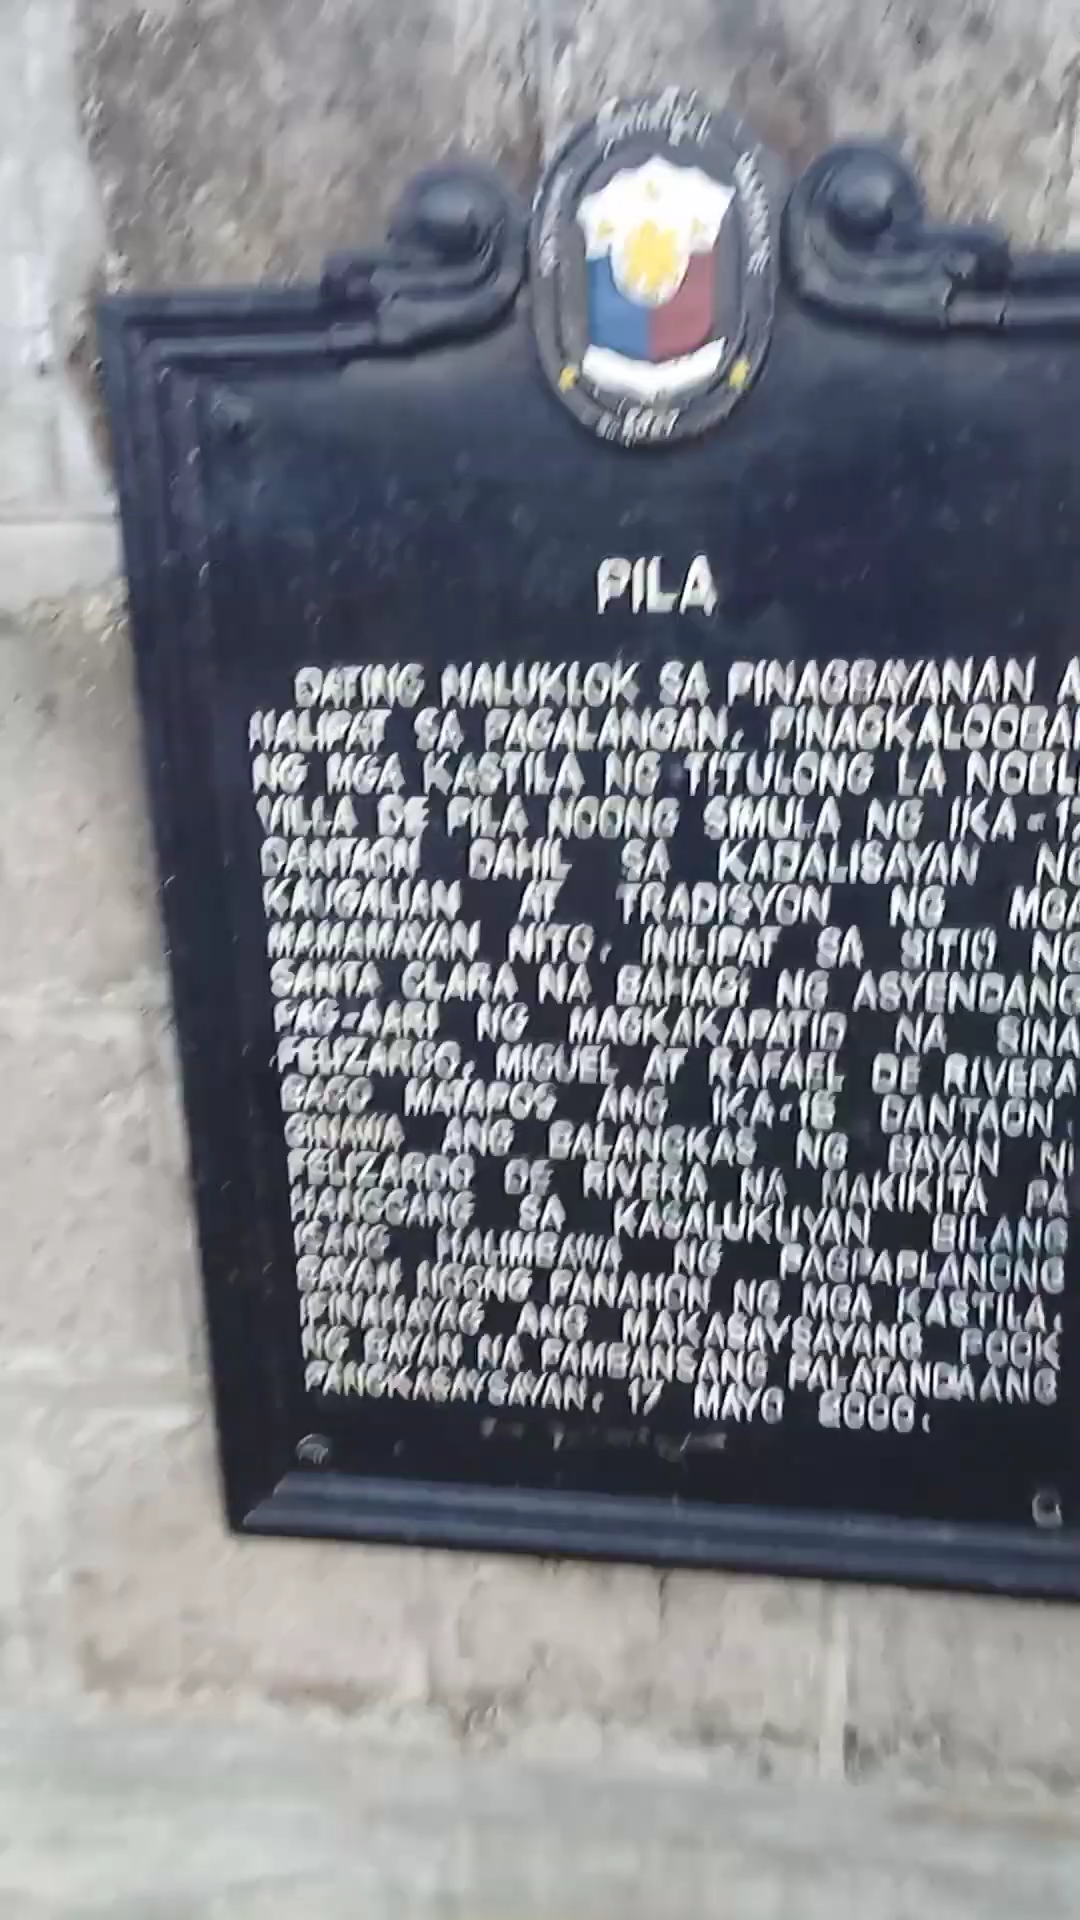 PILA
DATING NALUKLOK SA PINAGBAYANAN A
NALIPAT SA PAGALANGAN, PINAGKALOOBAN
NG MGA KASTILA NG TITULONG LA NOBL
VILLA DE PILA NOONG SIMULA NG IKA-17
DANTAON DAHIL SA KADALISAYAN NG
KAUGALIAN AT TRADISYON NG MGA
MAMAMAYAN NITO. INILIPAT SA SITIO NG
SANTA CLARA NA BAHAGI NG ASYENDANG
PAG-AARI NG MAGKAKAPATID NA SINA
FELIZARDO, MIGUEL AT RAFAEL DE RIVERA
BAGO MATAPOS ANG IKA-18 DANTAON.
GINAWA ANG BALANGKAS NG BAYAN NI
FELIZARDO DE RIVERA NA MAKIKITA PA
HANGGANG SA KASALUKUYAN BILANG
ISANG HALIMBAWA NG PAGPAPLANONG
BAYAN NOONG PANAHON NG MGA KASTILA.
IPINAHAYAG ANG MAKASAYSAYANG POOK
NG BAYAN NA PAMBANSANG PALATANDAANG
PANGKASAYSAYAN, 17 MAYO 2000.